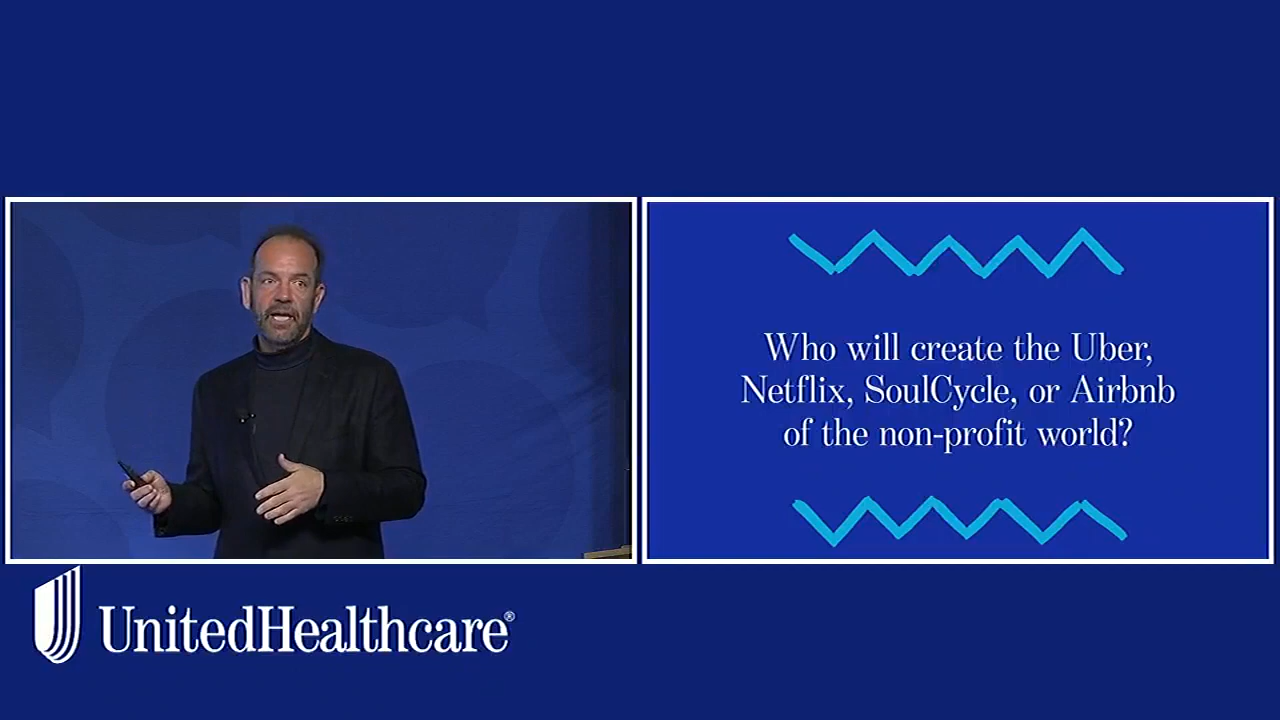 Who will create the Uber,
Netflix, SoulCycle, or Airbnb
of the non-profit world?
UnitedHealthcare®